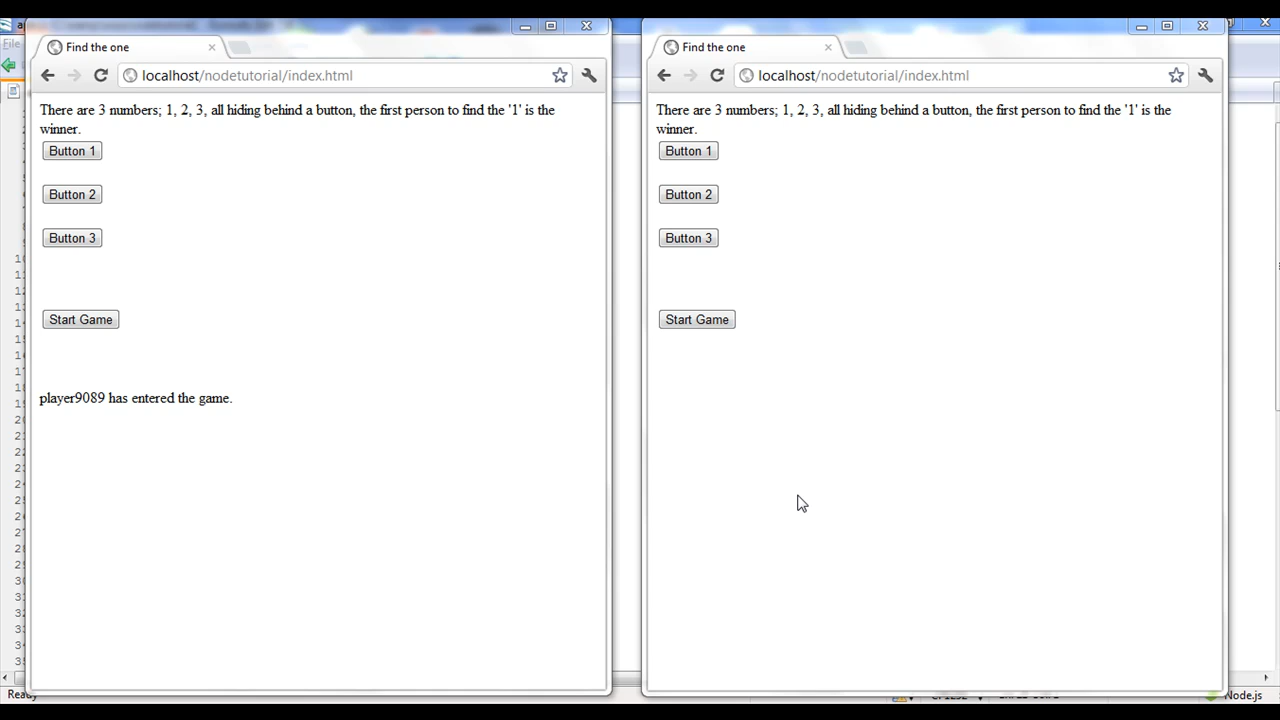 Find the one
localhost/nodetutorial/index.html
There are 3 numbers; 1, 2, 3, all hiding behind a button, the first person to find the '1' is the
winner.
Button 1
Button 2
Button 3
Start Game
player9089 has entered the game.
Find the one
localhost/nodetutorial/index.html
There are 3 numbers; 1, 2, 3, all hiding behind a button, the first person to find the '1' is the
winner.
Button 1
Button 2
Button 3
Start Game
File
Ready
Node.js